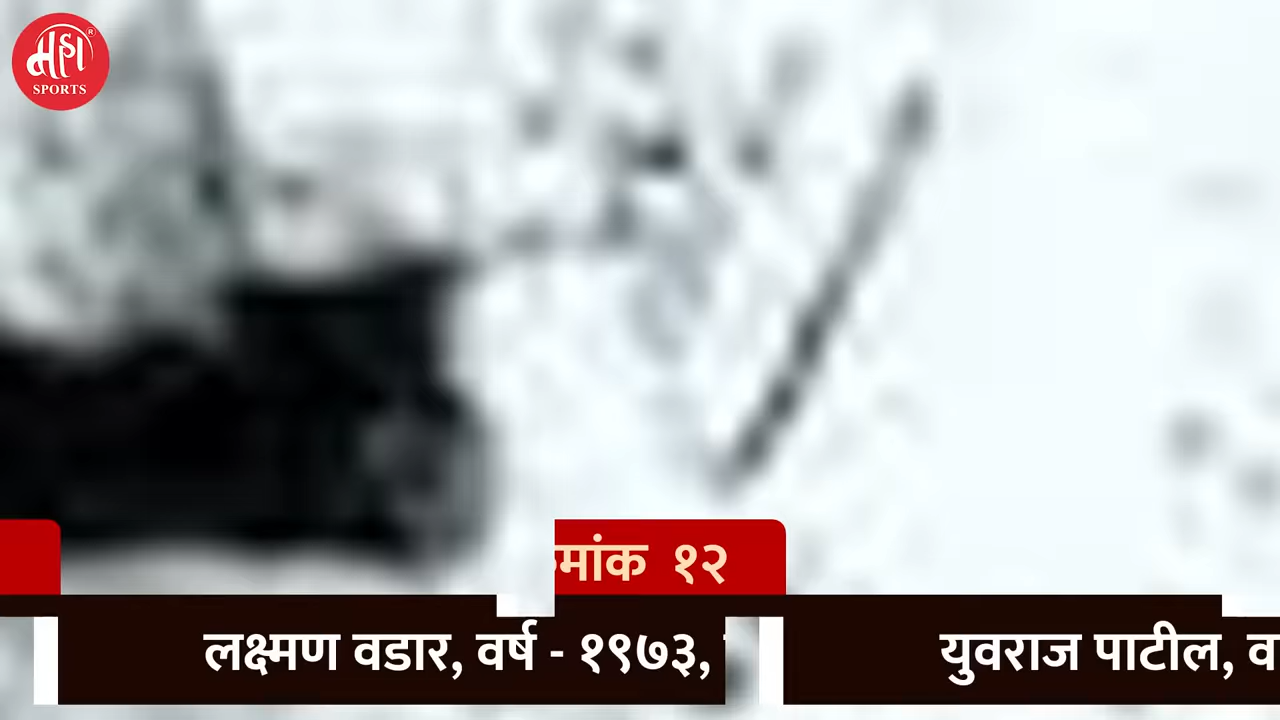 महा
SPORTS
मांक १२
लक्ष्मण वडार, वर्ष - १९७३,
युवराज पाटील,